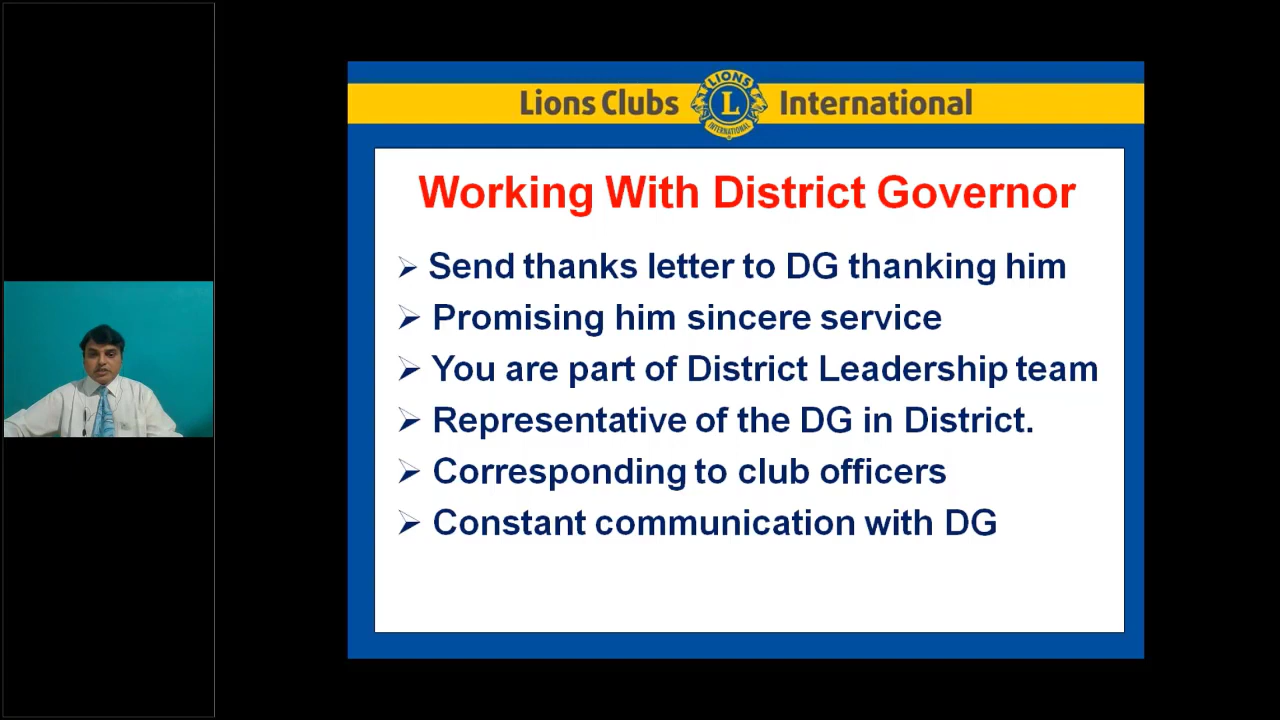 Lions Clubs International
LIONS
L
INTERNATIONAL
Working With District Governor
Send thanks letter to DG thanking him
Promising him sincere service
You are part of District Leadership team
Representative of the DG in District.
Corresponding to club officers
Constant communication with DG